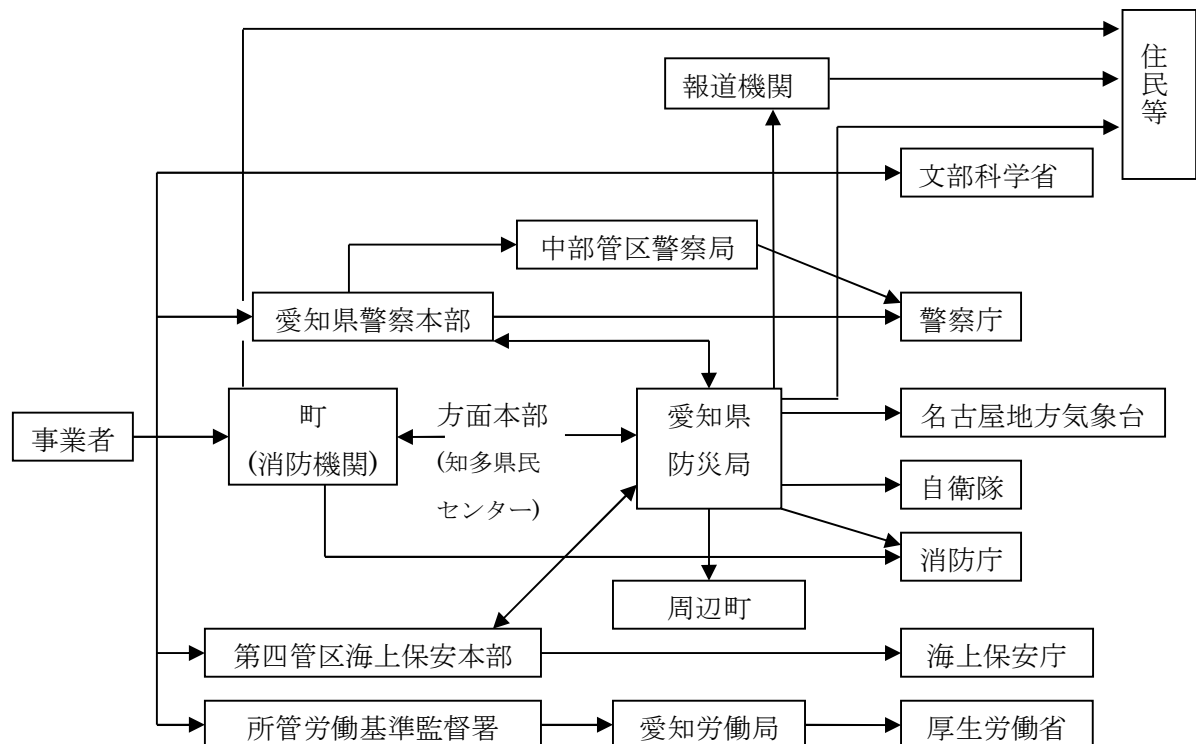 住民等
報道機関
文部科学省
中部管区警察局
愛知県警察本部
警察庁
事業者
町
(消防機関)
方面本部
(知多県民
センター)
愛知県
防災局
名古屋地方気象台
自衛隊
消防庁
周辺町
第四管区海上保安本部
海上保安庁
所管労働基準監督署
愛知労働局
厚生労働省